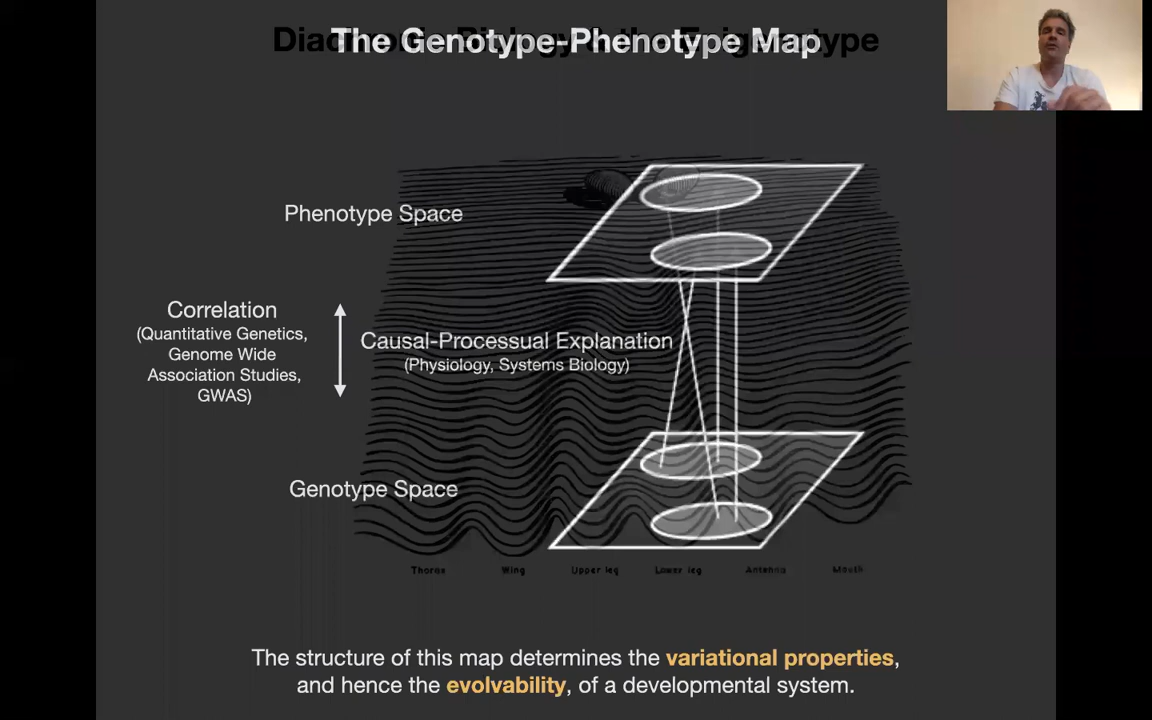 The Genotype-Phenotype Map
Phenotype Space
Correlation
(Quantitative Genetics,
Genome Wide
Association Studies,
GWAS)
Causal-Processual Explanation
(Physiology, Systems Biology)
Genotype Space
Thorax Wing Upper leg Lower leg Antenna Mouth
The structure of this map determines the variational properties,
and hence the evolvability, of a developmental system.